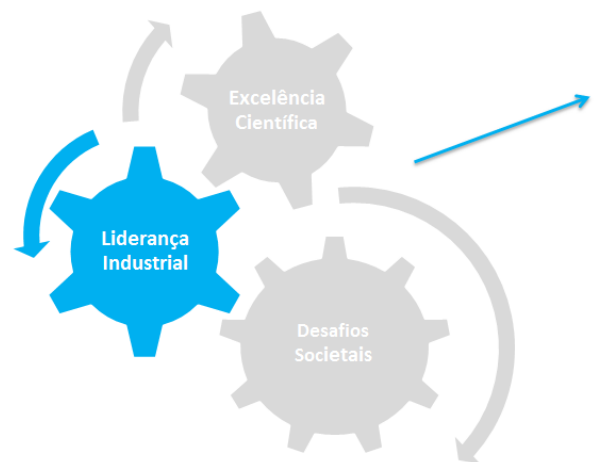 Excelência
Científica
Liderança
Industrial
Desafios
Societais